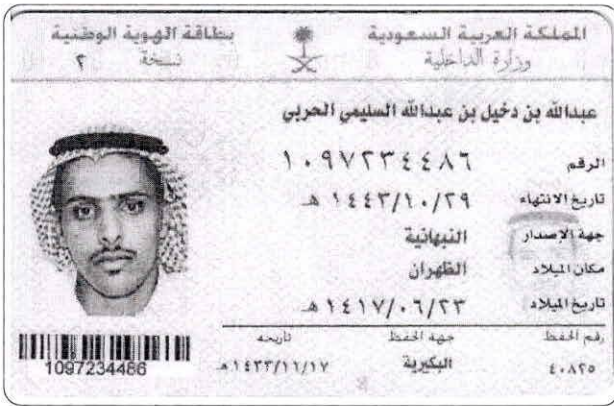 المملكة العربية السعودية
وزارة الداخلية
بطاقة الهوية الوطنية
نسخة ٢
عبدالله بن دخيل بن عبدالله السليمي الحربي
الرقم ١٠٩٧٢٣٤٤٨٦
تاريخ الانتهاء ١٤٤٣/١٠/٢٩ هـ
جهة الإصدار النبهانية
مكان الميلاد الظهران
تاريخ الميلاد ١٤١٧/٠٦/٢٣ هـ
رقم الحفظ جهة الحفظ تاريخه
٤٠٨٢٥ البكيرية ١٤٣٣/١١/١٧ هـ
1097234486